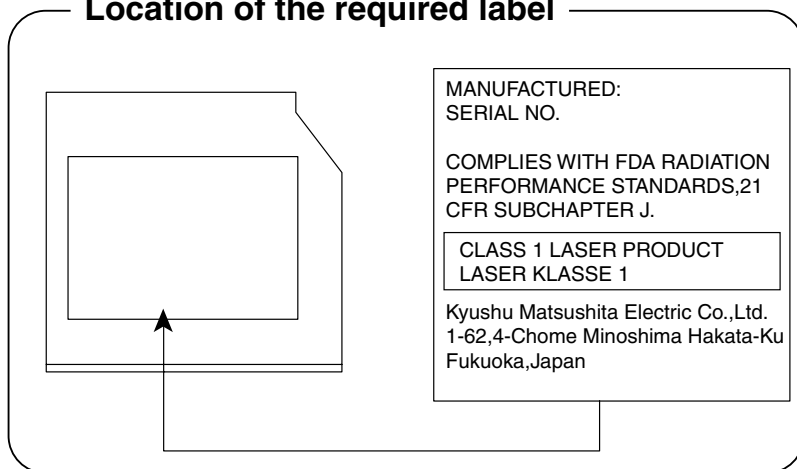 Location of the required label
MANUFACTURED:
SERIAL NO.
COMPLIES WITH FDA RADIATION
PERFORMANCE STANDARDS,21
CFR SUBCHAPTER J.
CLASS 1 LASER PRODUCT
LASER KLASSE 1
Kyushu Matsushita Electric Co.,Ltd.
1-62,4-Chome Minoshima Hakata-Ku
Fukuoka,Japan